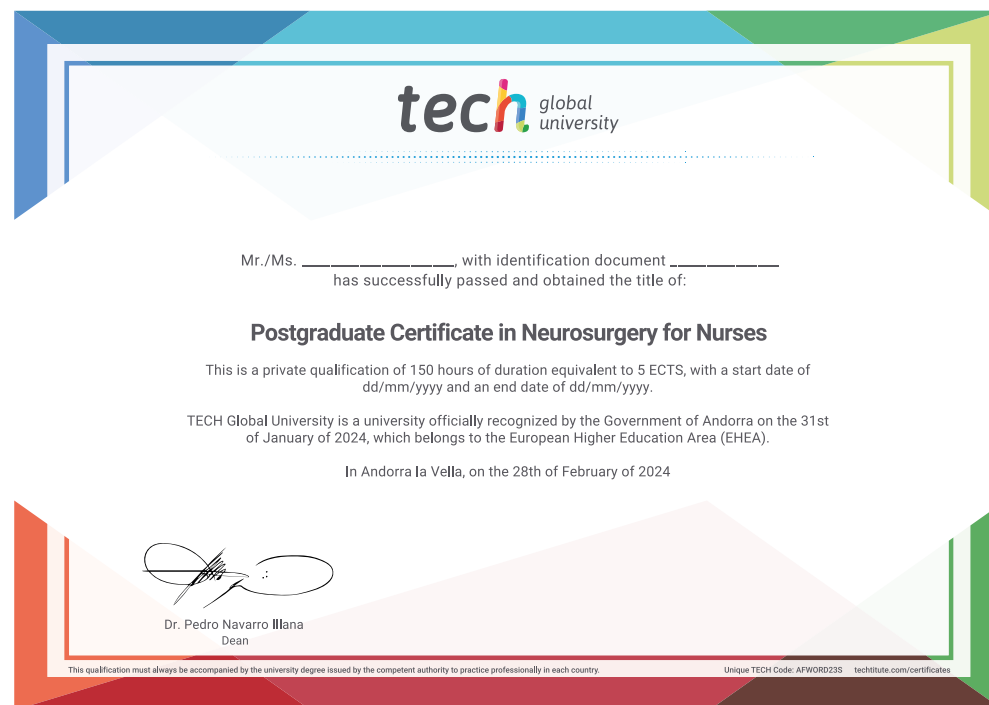 tech global university
Mr./Ms. ____________________, with identification document ______________
has successfully passed and obtained the title of:
Postgraduate Certificate in Neurosurgery for Nurses
This is a private qualification of 150 hours of duration equivalent to 5 ECTS, with a start date of
dd/mm/yyyy and an end date of dd/mm/yyyy.
TECH Global University is a university officially recognized by the Government of Andorra on the 31st
of January of 2024, which belongs to the European Higher Education Area (EHEA).
In Andorra la Vella, on the 28th of February of 2024
Dr. Pedro Navarro Illana
Dean
This qualification must always be accompanied by the university degree issued by the competent authority to practice professionally in each country. Unique TECH Code: AFWORD23S techtitute.com/certificates